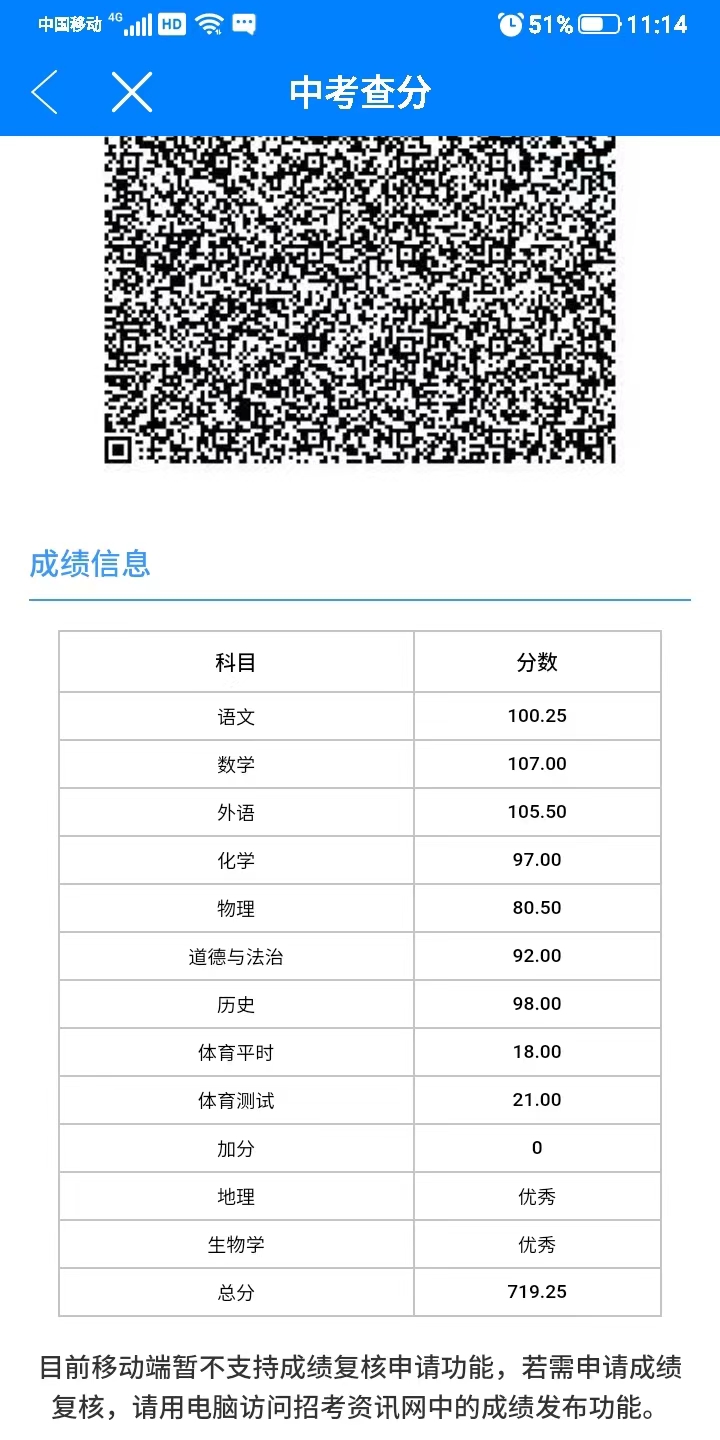 中国移动 4G HD 51% 11:14
中考查分
成绩信息
科目 分数
语文 100.25
数学 107.00
外语 105.50
化学 97.00
物理 80.50
道德与法治 92.00
历史 98.00
体育平时 18.00
体育测试 21.00
加分 0
地理 优秀
生物学 优秀
总分 719.25
目前移动端暂不支持成绩复核申请功能，若需申请成绩
复核，请用电脑访问招考资讯网中的成绩发布功能。